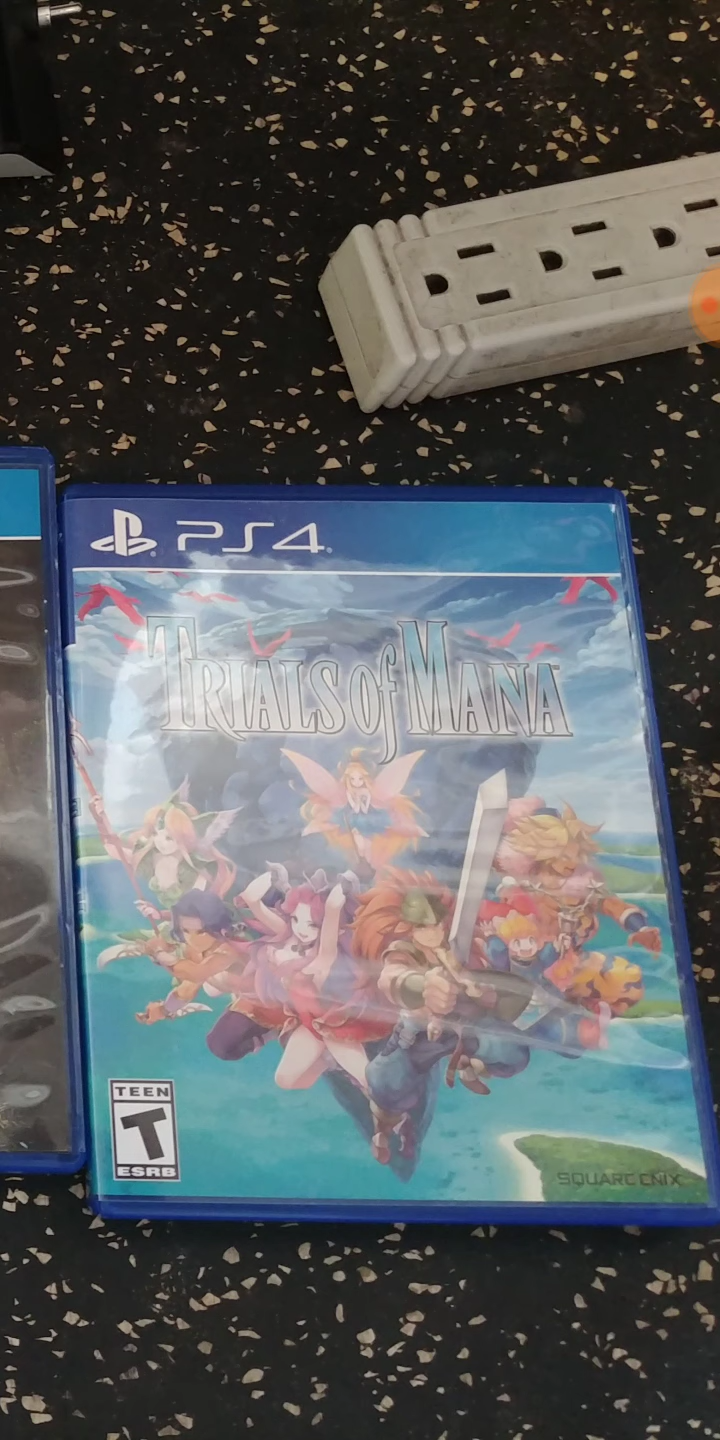 PS4
TRIALS of MANA
TEEN
T
ESRB
SQUARE ENIX